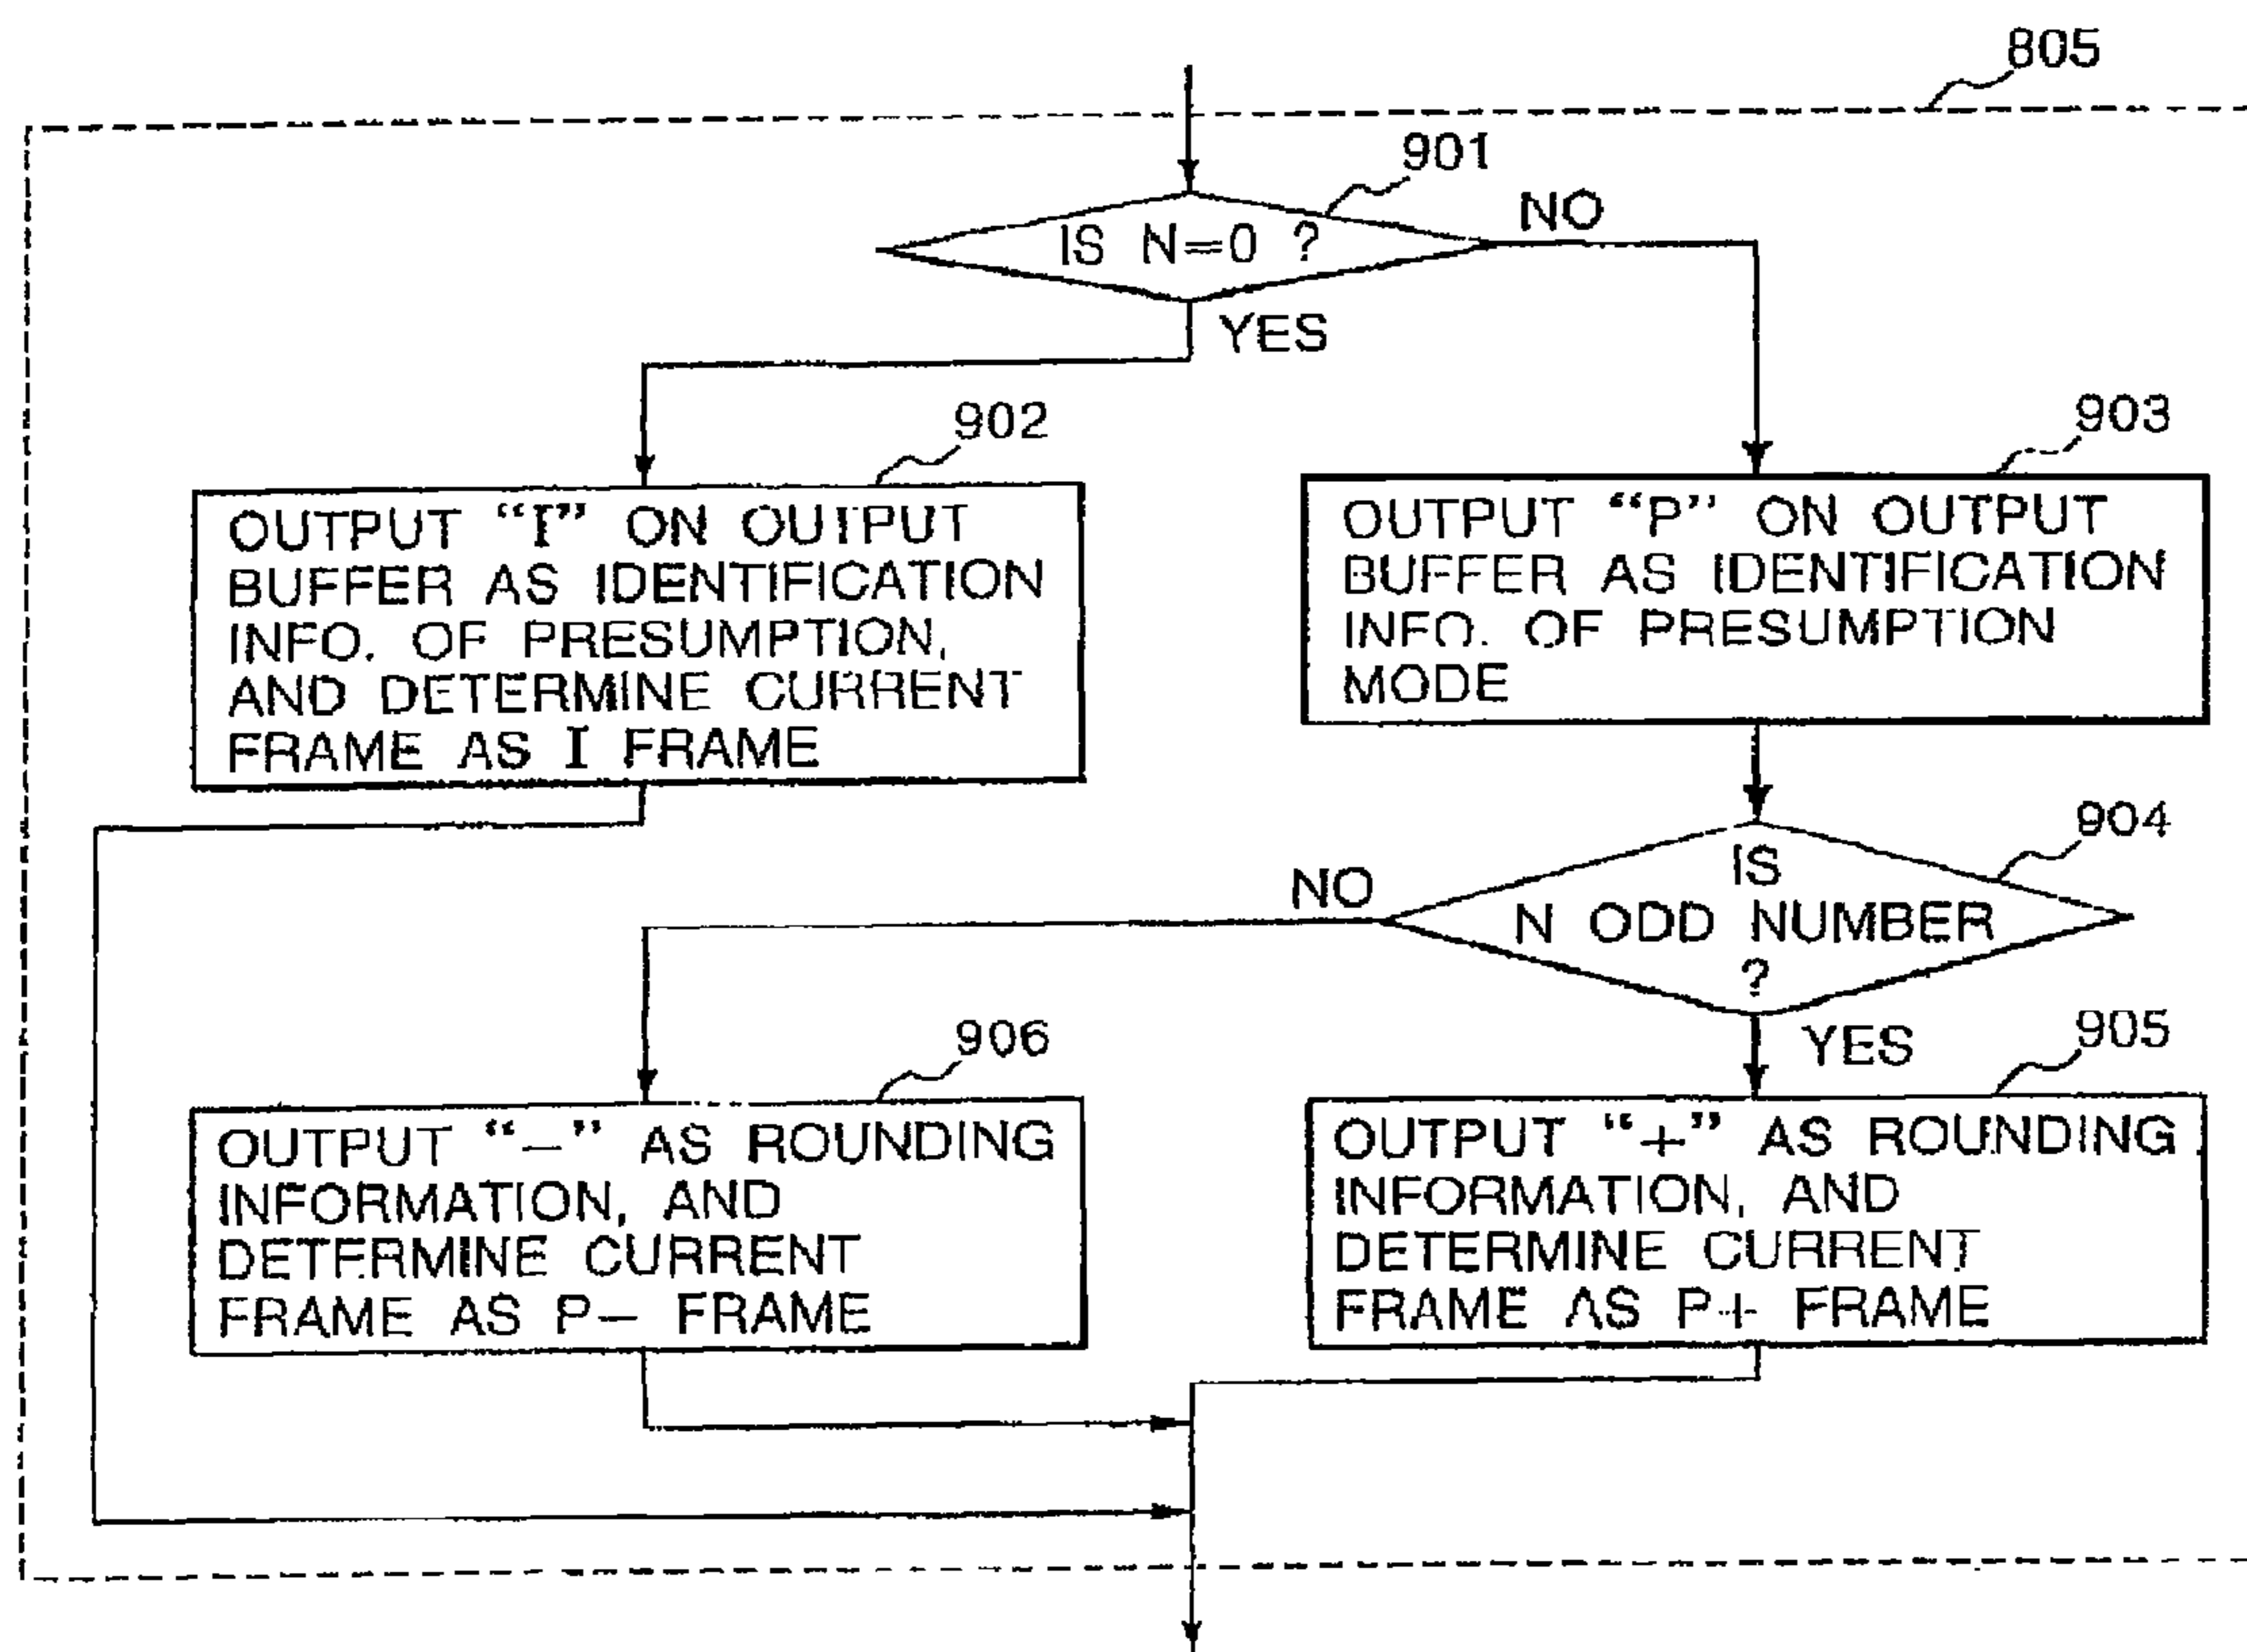 805
901
IS N=0 ?
NO
YES
902
OUTPUT “I” ON OUTPUT
BUFFER AS IDENTIFICATION
INFO. OF PRESUMPTION,
AND DETERMINE CURRENT
FRAME AS I FRAME
903
OUTPUT “P” ON OUTPUT
BUFFER AS IDENTIFICATION
INFO. OF PRESUMPTION
MODE
904
IS
N ODD NUMBER
?
NO
YES
906
OUTPUT “−” AS ROUNDING
INFORMATION, AND
DETERMINE CURRENT
FRAME AS P− FRAME
905
OUTPUT “+” AS ROUNDING
INFORMATION, AND
DETERMINE CURRENT
FRAME AS P+ FRAME